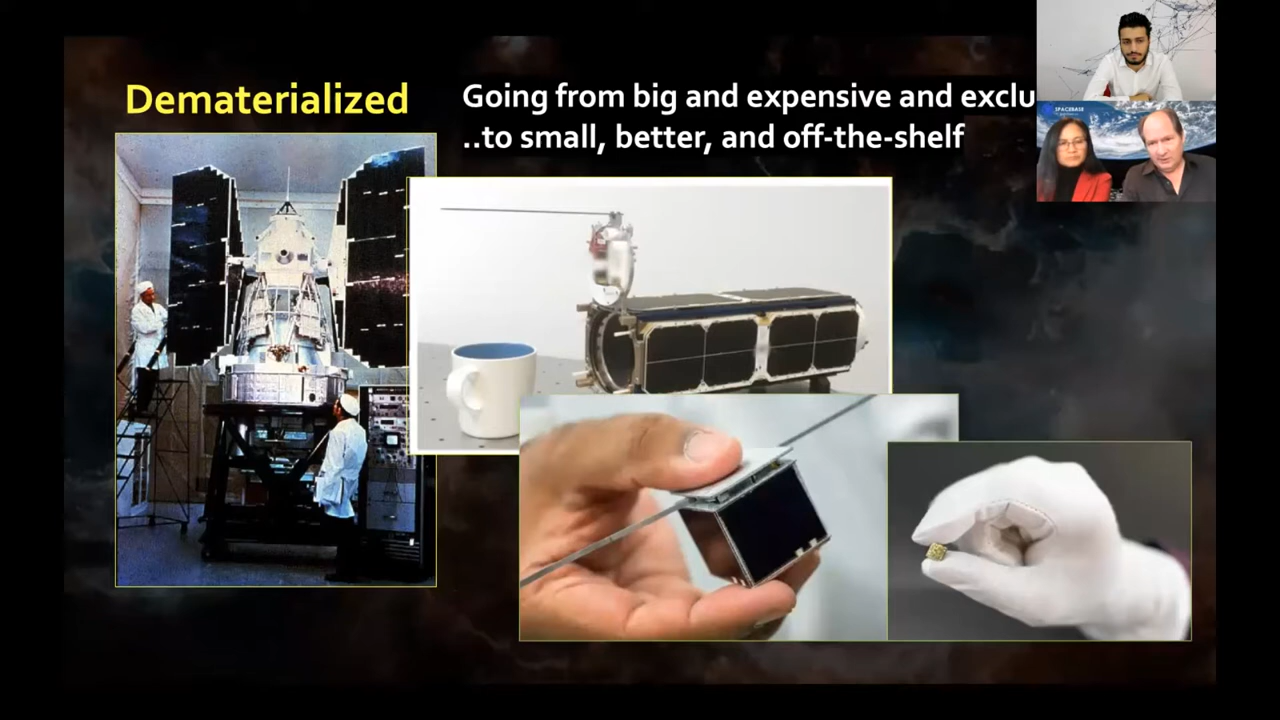 Dematerialized
Going from big and expensive and exclu
..to small, better, and off-the-shelf
SPACEBASE